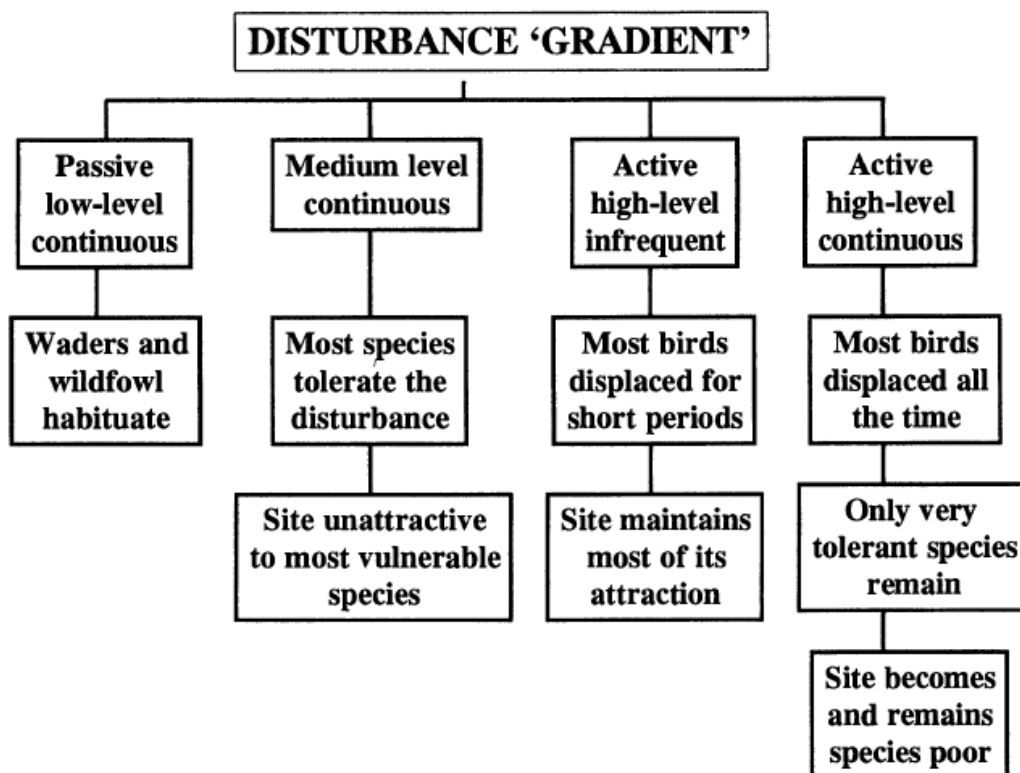 DISTURBANCE ‘GRADIENT’
Passive
low-level
continuous
Waders and
wildfowl
habituate
Medium level
continuous
Most species
tolerate the
disturbance
Site unattractive
to most vulnerable
species
Active
high-level
infrequent
Most birds
displaced for
short periods
Site maintains
most of its
attraction
Active
high-level
continuous
Most birds
displaced all
the time
Only very
tolerant species
remain
Site becomes
and remains
species poor